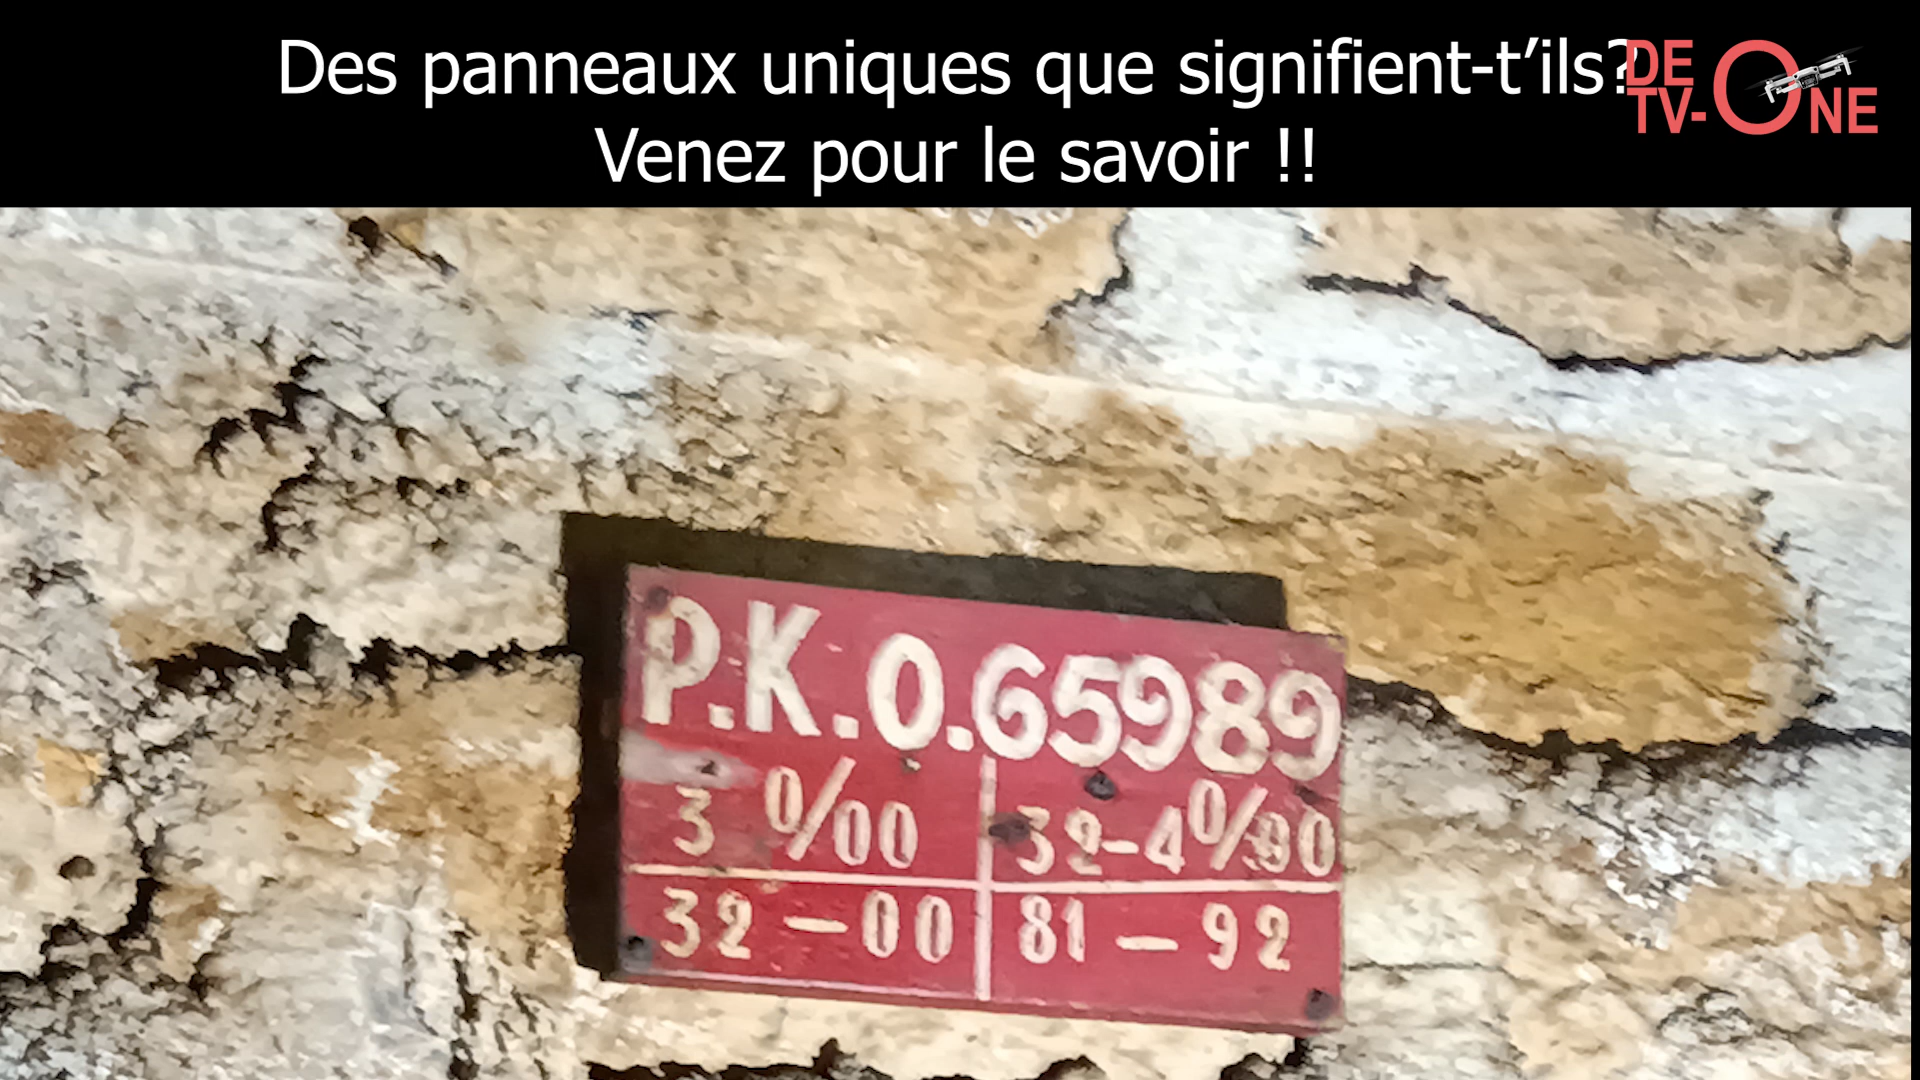 Des panneaux uniques que signifient-t'ils?
Venez pour le savoir !!
DE
TV-ONE
P.K.0.65989
3 0/00
32-4 0/00
32-00
81-92